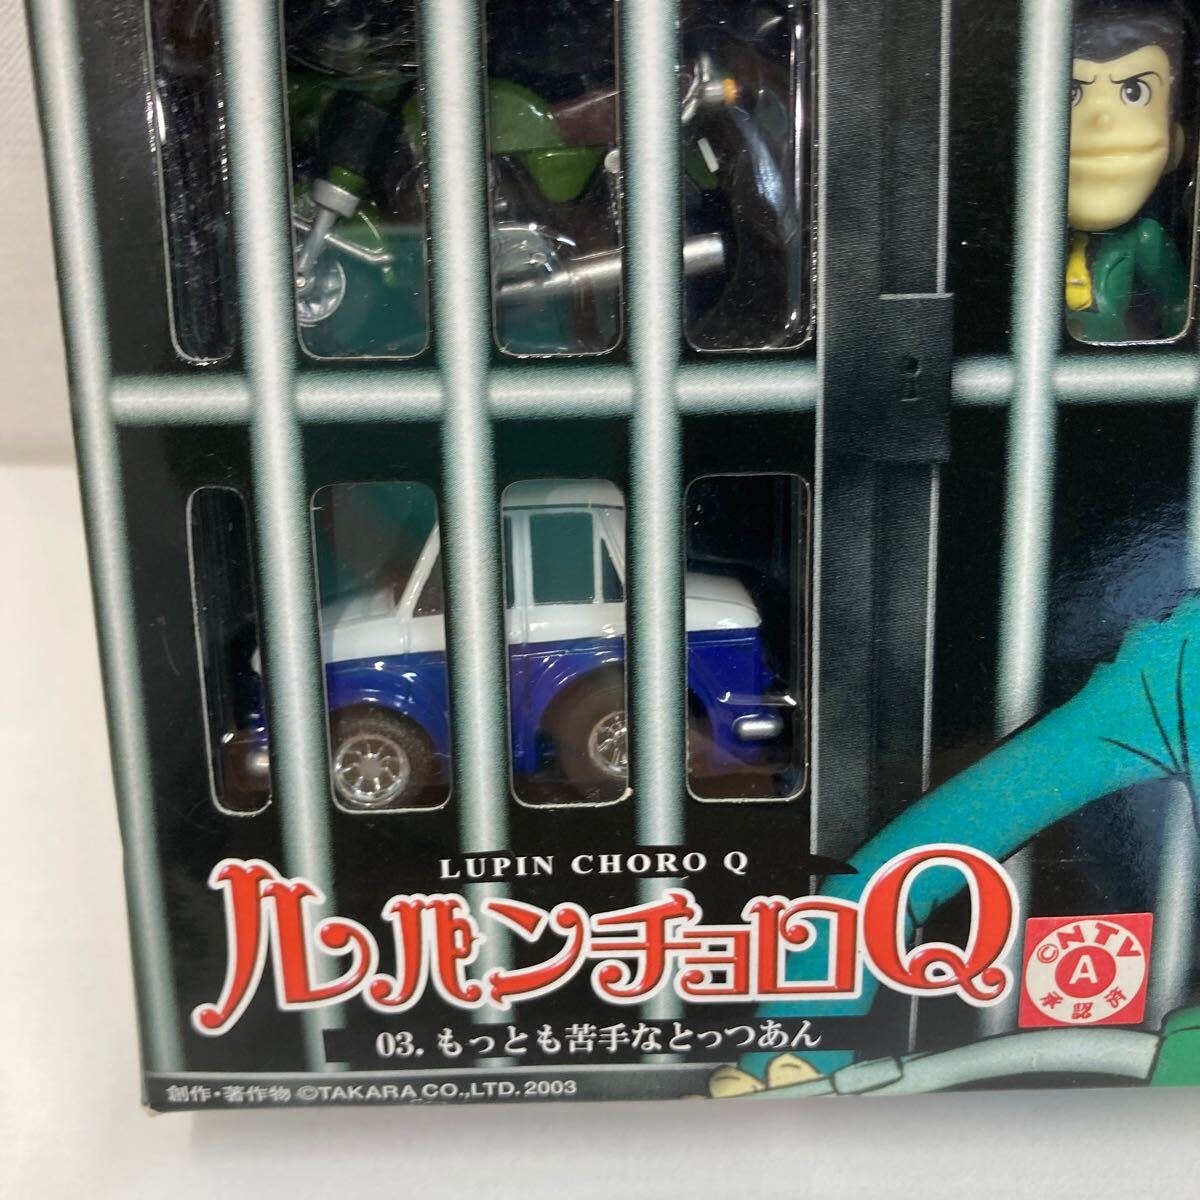 LUPIN CHORO Q
ルパンチョロQ
03. もっとも苦手なとっつあん
©NTV
A
承認済
創作・著作物 ©TAKARA CO.,LTD. 2003